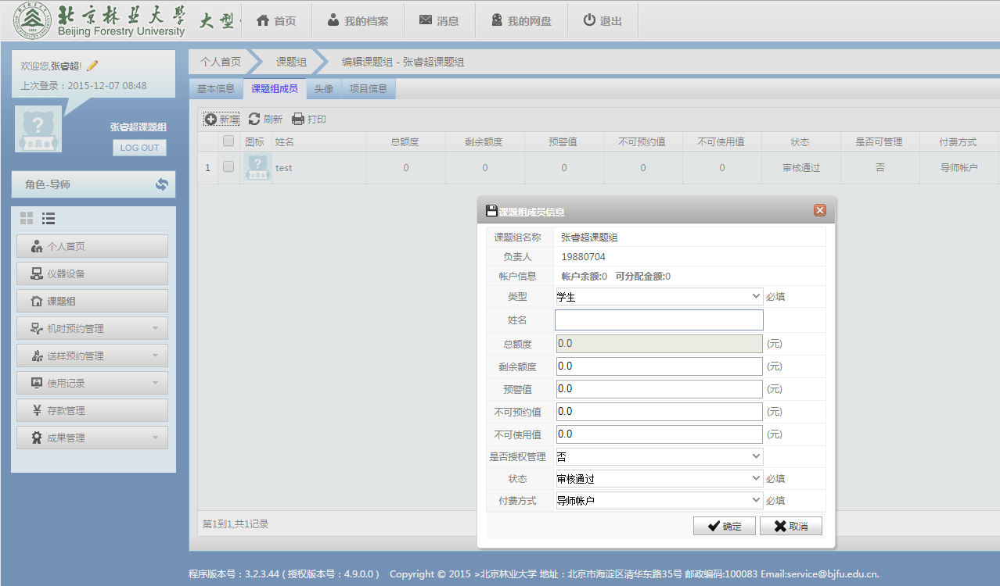 北京林业大学
Beijing Forestry University
大型
首页
我的档案
消息
我的网盘
退出
欢迎您,张睿超!
上次登录：2015-12-07 08:48
张睿超课题组
LOG OUT
角色-导师
个人首页
仪器设备
课题组
机时预约管理
送样预约管理
使用记录
存款管理
成果管理
个人首页 课题组 编辑课题组 - 张睿超课题组
基本信息 课题组成员 头像 项目信息
新增 刷新 打印
图标 姓名 总额度 剩余额度 预警值 不可预约值 不可使用值 状态 是否可管理 付费方式
1 test 0 0 0 0 0 审核通过 否 导师帐户
课题组成员信息
课题组名称 张睿超课题组
负责人 19880704
帐户信息 帐户余额:0 可分配金额:0
类型 学生 必填
姓名
总额度 0.0 (元)
剩余额度 0.0 (元)
预警值 0.0 (元)
不可预约值 0.0 (元)
不可使用值 0.0 (元)
是否授权管理 否
状态 审核通过 必填
付费方式 导师帐户 必填
确定 取消
第1到1,共1记录
程序版本号：3.2.3.44 ( 授权版本号：4.9.0.0 ) Copyright © 2015 >北京林业大学 地址：北京市海淀区清华东路35号 邮政编码:100083 Email:service@bjfu.edu.cn.